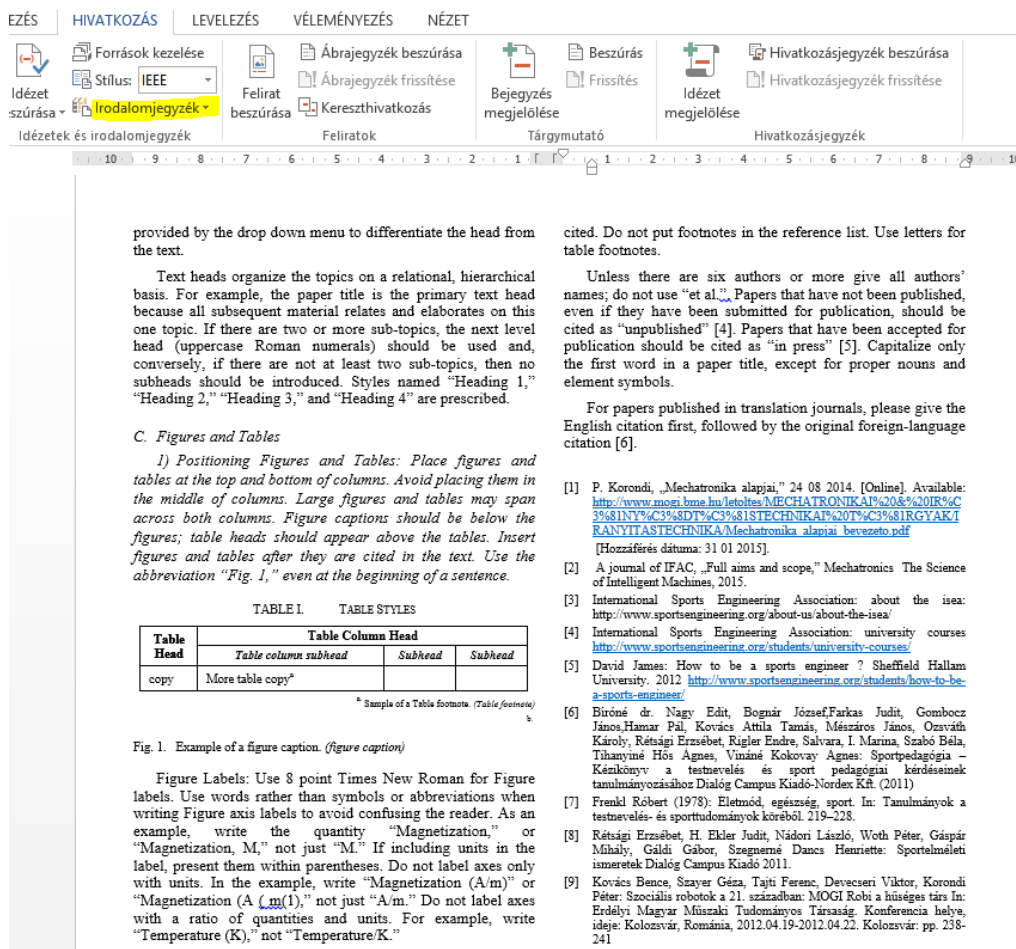 EZÉS HIVATKOZÁS LEVELEZÉS VÉLEMÉNYEZÉS NÉZET
Idézet
eszúrása
Források kezelése
Stílus: IEEE
Irodalomjegyzék
Idézetek és irodalomjegyzék
Felirat
beszúrása
Ábrajegyzék beszúrása
Ábrajegyzék frissítése
Kereszthivatkozás
Feliratok
Bejegyzés
megjelölése
Beszúrás
Frissítés
Tárgymutató
Idézet
megjelölése
Hivatkozásjegyzék beszúrása
Hivatkozásjegyzék frissítése
Hivatkozásjegyzék
10 9 8 7 6 5 4 3 2 1 1 2 3 4 5 6 7 8 9 10
provided by the drop down menu to differentiate the head from
the text.
Text heads organize the topics on a relational, hierarchical
basis. For example, the paper title is the primary text head
because all subsequent material relates and elaborates on this
one topic. If there are two or more sub-topics, the next level
head (uppercase Roman numerals) should be used and,
conversely, if there are not at least two sub-topics, then no
subheads should be introduced. Styles named “Heading 1,”
“Heading 2,” “Heading 3,” and “Heading 4” are prescribed.
C. Figures and Tables
1) Positioning Figures and Tables: Place figures and
tables at the top and bottom of columns. Avoid placing them in
the middle of columns. Large figures and tables may span
across both columns. Figure captions should be below the
figures; table heads should appear above the tables. Insert
figures and tables after they are cited in the text. Use the
abbreviation “Fig. 1,” even at the beginning of a sentence.
TABLE I. TABLE STYLES
Table
Head
Table Column Head
Table column subhead Subhead Subhead
copy More table copyª
a. Sample of a Table footnote. (Table footnote)
b.
Fig. 1. Example of a figure caption. (figure caption)
Figure Labels: Use 8 point Times New Roman for Figure
labels. Use words rather than symbols or abbreviations when
writing Figure axis labels to avoid confusing the reader. As an
example, write the quantity “Magnetization,” or
“Magnetization, M,” not just “M.” If including units in the
label, present them within parentheses. Do not label axes only
with units. In the example, write “Magnetization (A/m)” or
“Magnetization (A ( m(1),” not just “A/m.” Do not label axes
with a ratio of quantities and units. For example, write
“Temperature (K),” not “Temperature/K.”
cited. Do not put footnotes in the reference list. Use letters for
table footnotes.
Unless there are six authors or more give all authors’
names; do not use “et al.”. Papers that have not been published,
even if they have been submitted for publication, should be
cited as “unpublished” [4]. Papers that have been accepted for
publication should be cited as “in press” [5]. Capitalize only
the first word in a paper title, except for proper nouns and
element symbols.
For papers published in translation journals, please give the
English citation first, followed by the original foreign-language
citation [6].
[1] P. Korondi, „Mechatronika alapjai,” 24 08 2014. [Online]. Available:
http://www.mogi.bme.hu/letoltes/MECHATRONIKAI%20&%20IR%C
3%81NY%C3%8DT%C3%81STECHNIKAI%20T%C3%81RGYAK/I
RANYITASTECHNIKA/Mechatronika_alapjai_bevezeto.pdf
[Hozzáférés dátuma: 31 01 2015].
[2] A journal of IFAC, „Full aims and scope,” Mechatronics The Science
of Intelligent Machines, 2015.
[3] International Sports Engineering Association: about the isea:
http://www.sportsengineering.org/about-us/about-the-isea/
[4] International Sports Engineering Association: university courses
http://www.sportsengineering.org/students/university-courses/
[5] David James: How to be a sports engineer ? Sheffield Hallam
University. 2012 http://www.sportsengineering.org/students/how-to-be-
a-sports-engineer/
[6] Bíróné dr. Nagy Edit, Bognár József,Farkas Judit, Gombocz
János,Hamar Pál, Kovács Attila Tamás, Mészáros János, Ozsváth
Károly, Rétsági Erzsébet, Rigler Endre, Salvara, I. Marina, Szabó Béla,
Tihanyiné Hős Ágnes, Vináné Kokovay Ágnes: Sportpedagógia –
Kézikönyv a testnevelés és sport pedagógiai kérdéseinek
tanulmányozásához Dialóg Campus Kiadó-Nordex Kft. (2011)
[7] Frenkl Róbert (1978): Életmód, egészség, sport. In: Tanulmányok a
testnevelés- és sporttudományok köréből. 219–228.
[8] Rétsági Erzsébet, H. Ekler Judit, Nádori László, Woth Péter, Gáspár
Mihály, Gáldi Gábor, Szegnerné Dancs Henriette: Sportelméleti
ismeretek Dialóg Campus Kiadó 2011.
[9] Kovács Bence, Szayer Géza, Tajti Ferenc, Devecseri Viktor, Korondi
Péter: Szociális robotok a 21. században: MOGI Robi a hűséges társ In:
Erdélyi Magyar Műszaki Tudományos Társaság. Konferencia helye,
ideje: Kolozsvár, Románia, 2012.04.19-2012.04.22. Kolozsvár: pp. 238-
241